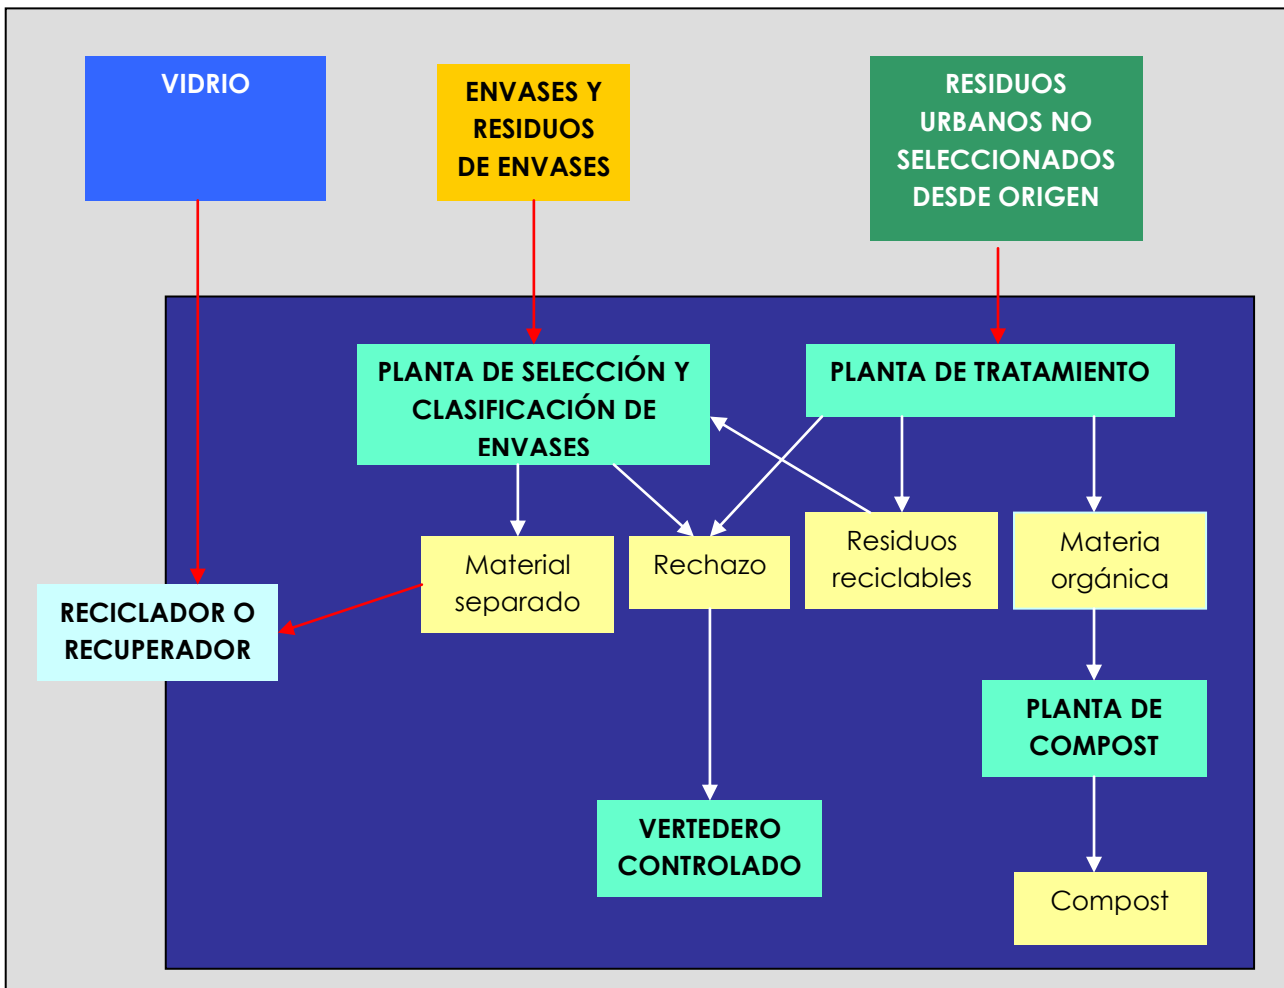 VIDRIO
ENVASES Y
RESIDUOS
DE ENVASES
RESIDUOS
URBANOS NO
SELECCIONADOS
DESDE ORIGEN
PLANTA DE SELECCIÓN Y
CLASIFICACIÓN DE
ENVASES
PLANTA DE TRATAMIENTO
Material
separado
Rechazo
Residuos
reciclables
Materia
orgánica
RECICLADOR O
RECUPERADOR
PLANTA DE
COMPOST
VERTEDERO
CONTROLADO
Compost